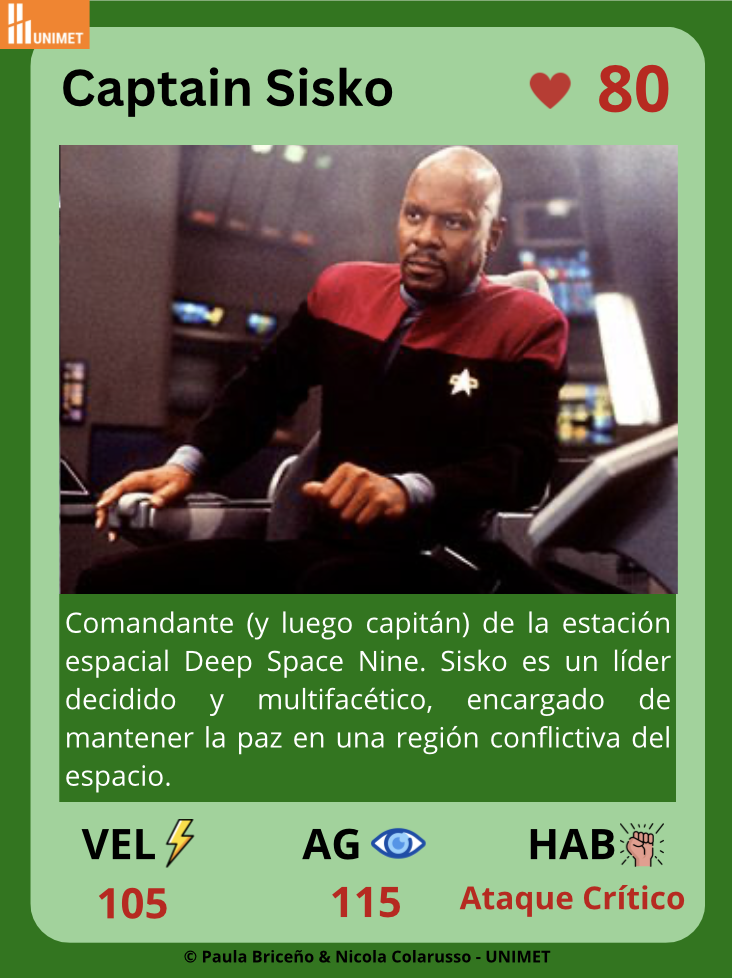 UNIMET
Captain Sisko
80
Comandante (y luego capitán) de la estación
espacial Deep Space Nine. Sisko es un líder
decidido y multifacético, encargado de
mantener la paz en una región conflictiva del
espacio.
VEL AG HAB
105 115 Ataque Crítico
© Paula Briceño & Nicola Colarusso - UNIMET